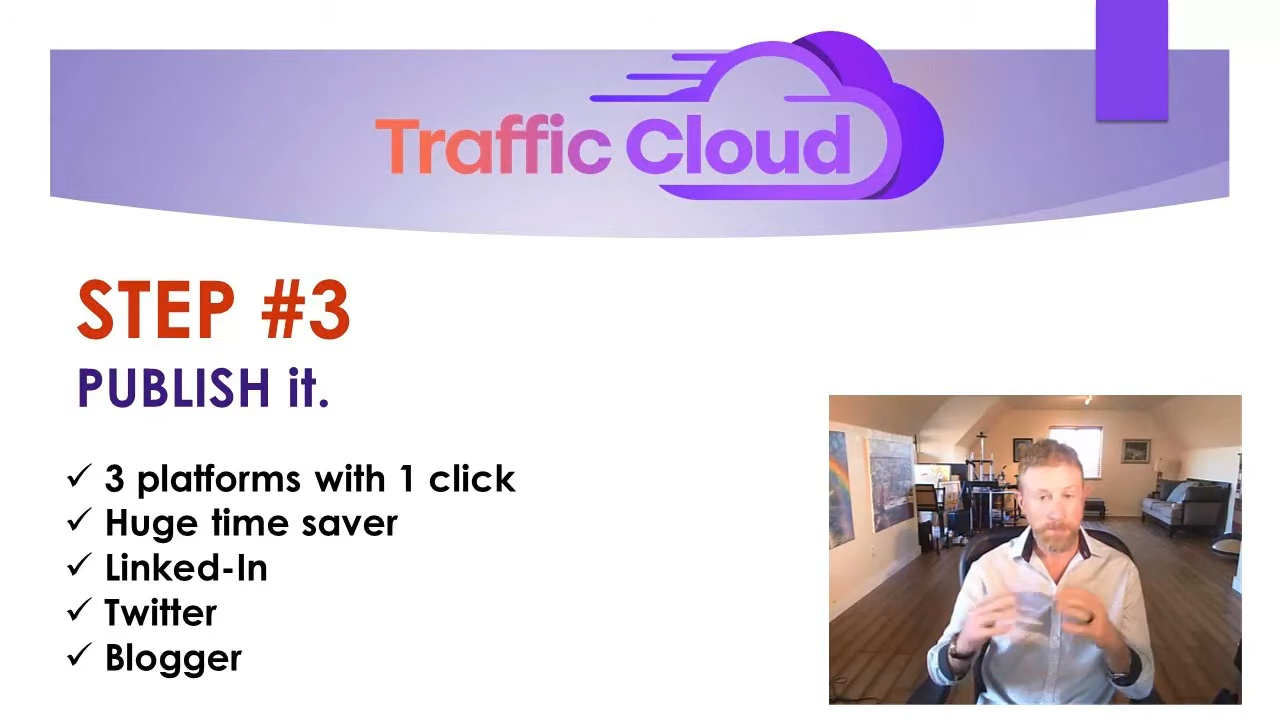 Traffic Cloud
STEP #3
PUBLISH it.
✓ 3 platforms with 1 click
✓ Huge time saver
✓ Linked-In
✓ Twitter
✓ Blogger